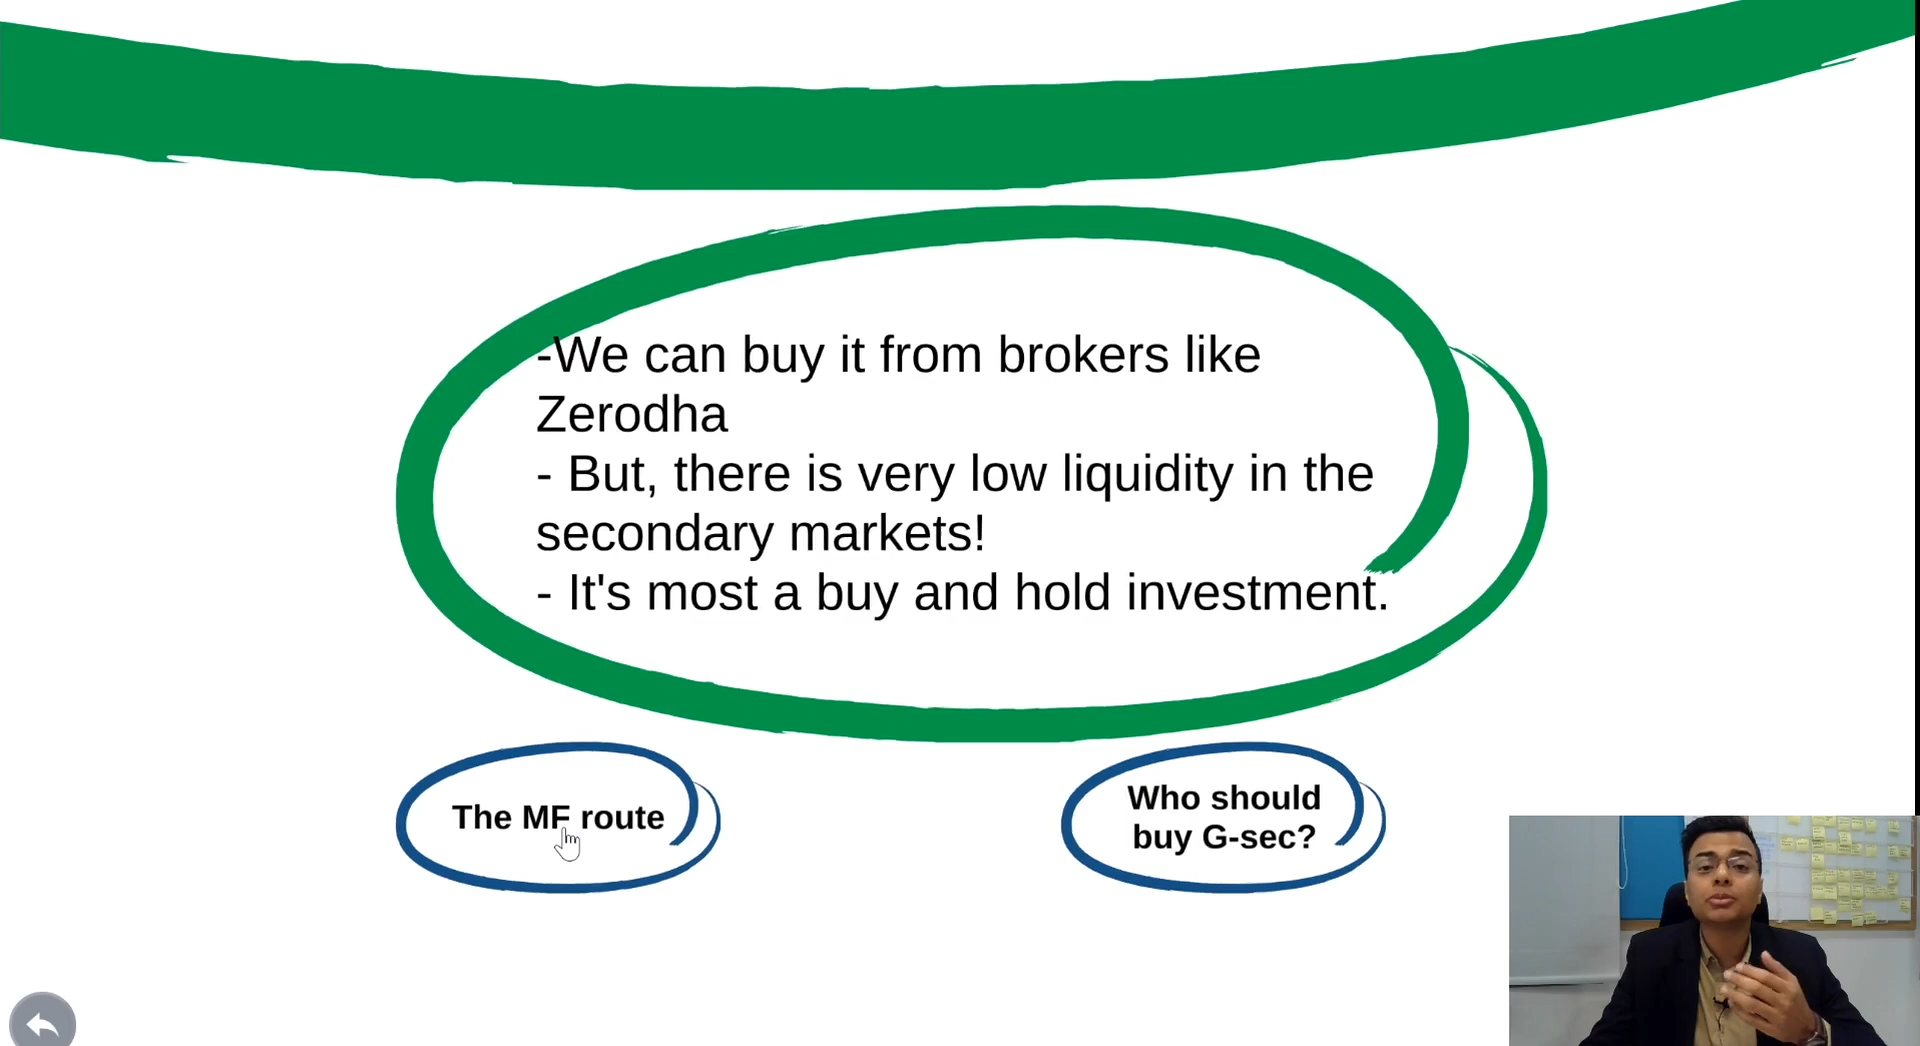 -We can buy it from brokers like
Zerodha
- But, there is very low liquidity in the
secondary markets!
- It's most a buy and hold investment.
The MF route
Who should
buy G-sec?